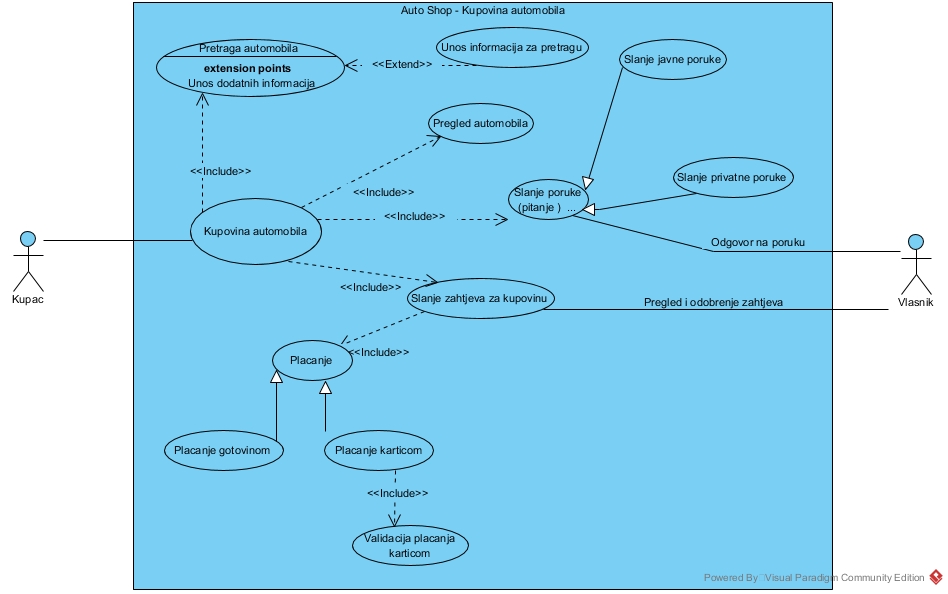 Auto Shop - Kupovina automobila
Pretraga automobila
extension points
Unos dodatnih informacija
<<Extend>>
Unos informacija za pretragu
Slanje javne poruke
Pregled automobila
<<Include>>
<<Include>>
Slanje privatne poruke
Slanje poruke
(pitanje ) ...
<<Include>>
Kupovina automobila
Odgovor na poruku
Kupac
Vlasnik
<<Include>>
Slanje zahtjeva za kupovinu
Pregled i odobrenje zahtjeva
<<Include>>
Placanje
Placanje gotovinom
Placanje karticom
<<Include>>
Validacija placanja
karticom
Powered By Visual Paradigm Community Edition